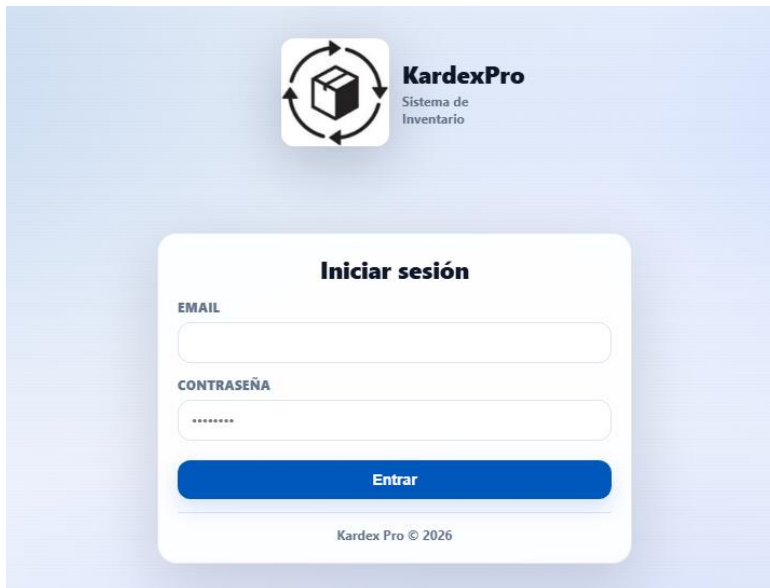 KardexPro
Sistema de
Inventario
Iniciar sesión
EMAIL
CONTRASEÑA
••••••••
Entrar
Kardex Pro © 2026